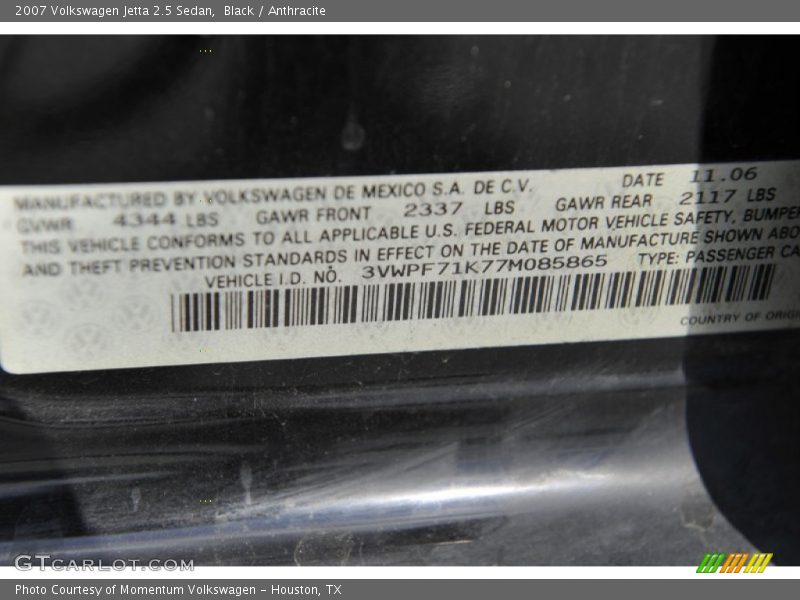 2007 Volkswagen Jetta 2.5 Sedan, Black / Anthracite
MANUFACTURED BY VOLKSWAGEN DE MEXICO S.A. DE C.V. DATE 11.06
GVWR 4344 LBS GAWR FRONT 2337 LBS GAWR REAR 2117 LBS
THIS VEHICLE CONFORMS TO ALL APPLICABLE U.S. FEDERAL MOTOR VEHICLE SAFETY, BUMPER
AND THEFT PREVENTION STANDARDS IN EFFECT ON THE DATE OF MANUFACTURE SHOWN ABO
VEHICLE I.D. NO. 3VWPF71K77M085865 TYPE: PASSENGER CA
COUNTRY OF ORIGI
GTCARLOT.COM
Photo Courtesy of Momentum Volkswagen - Houston, TX